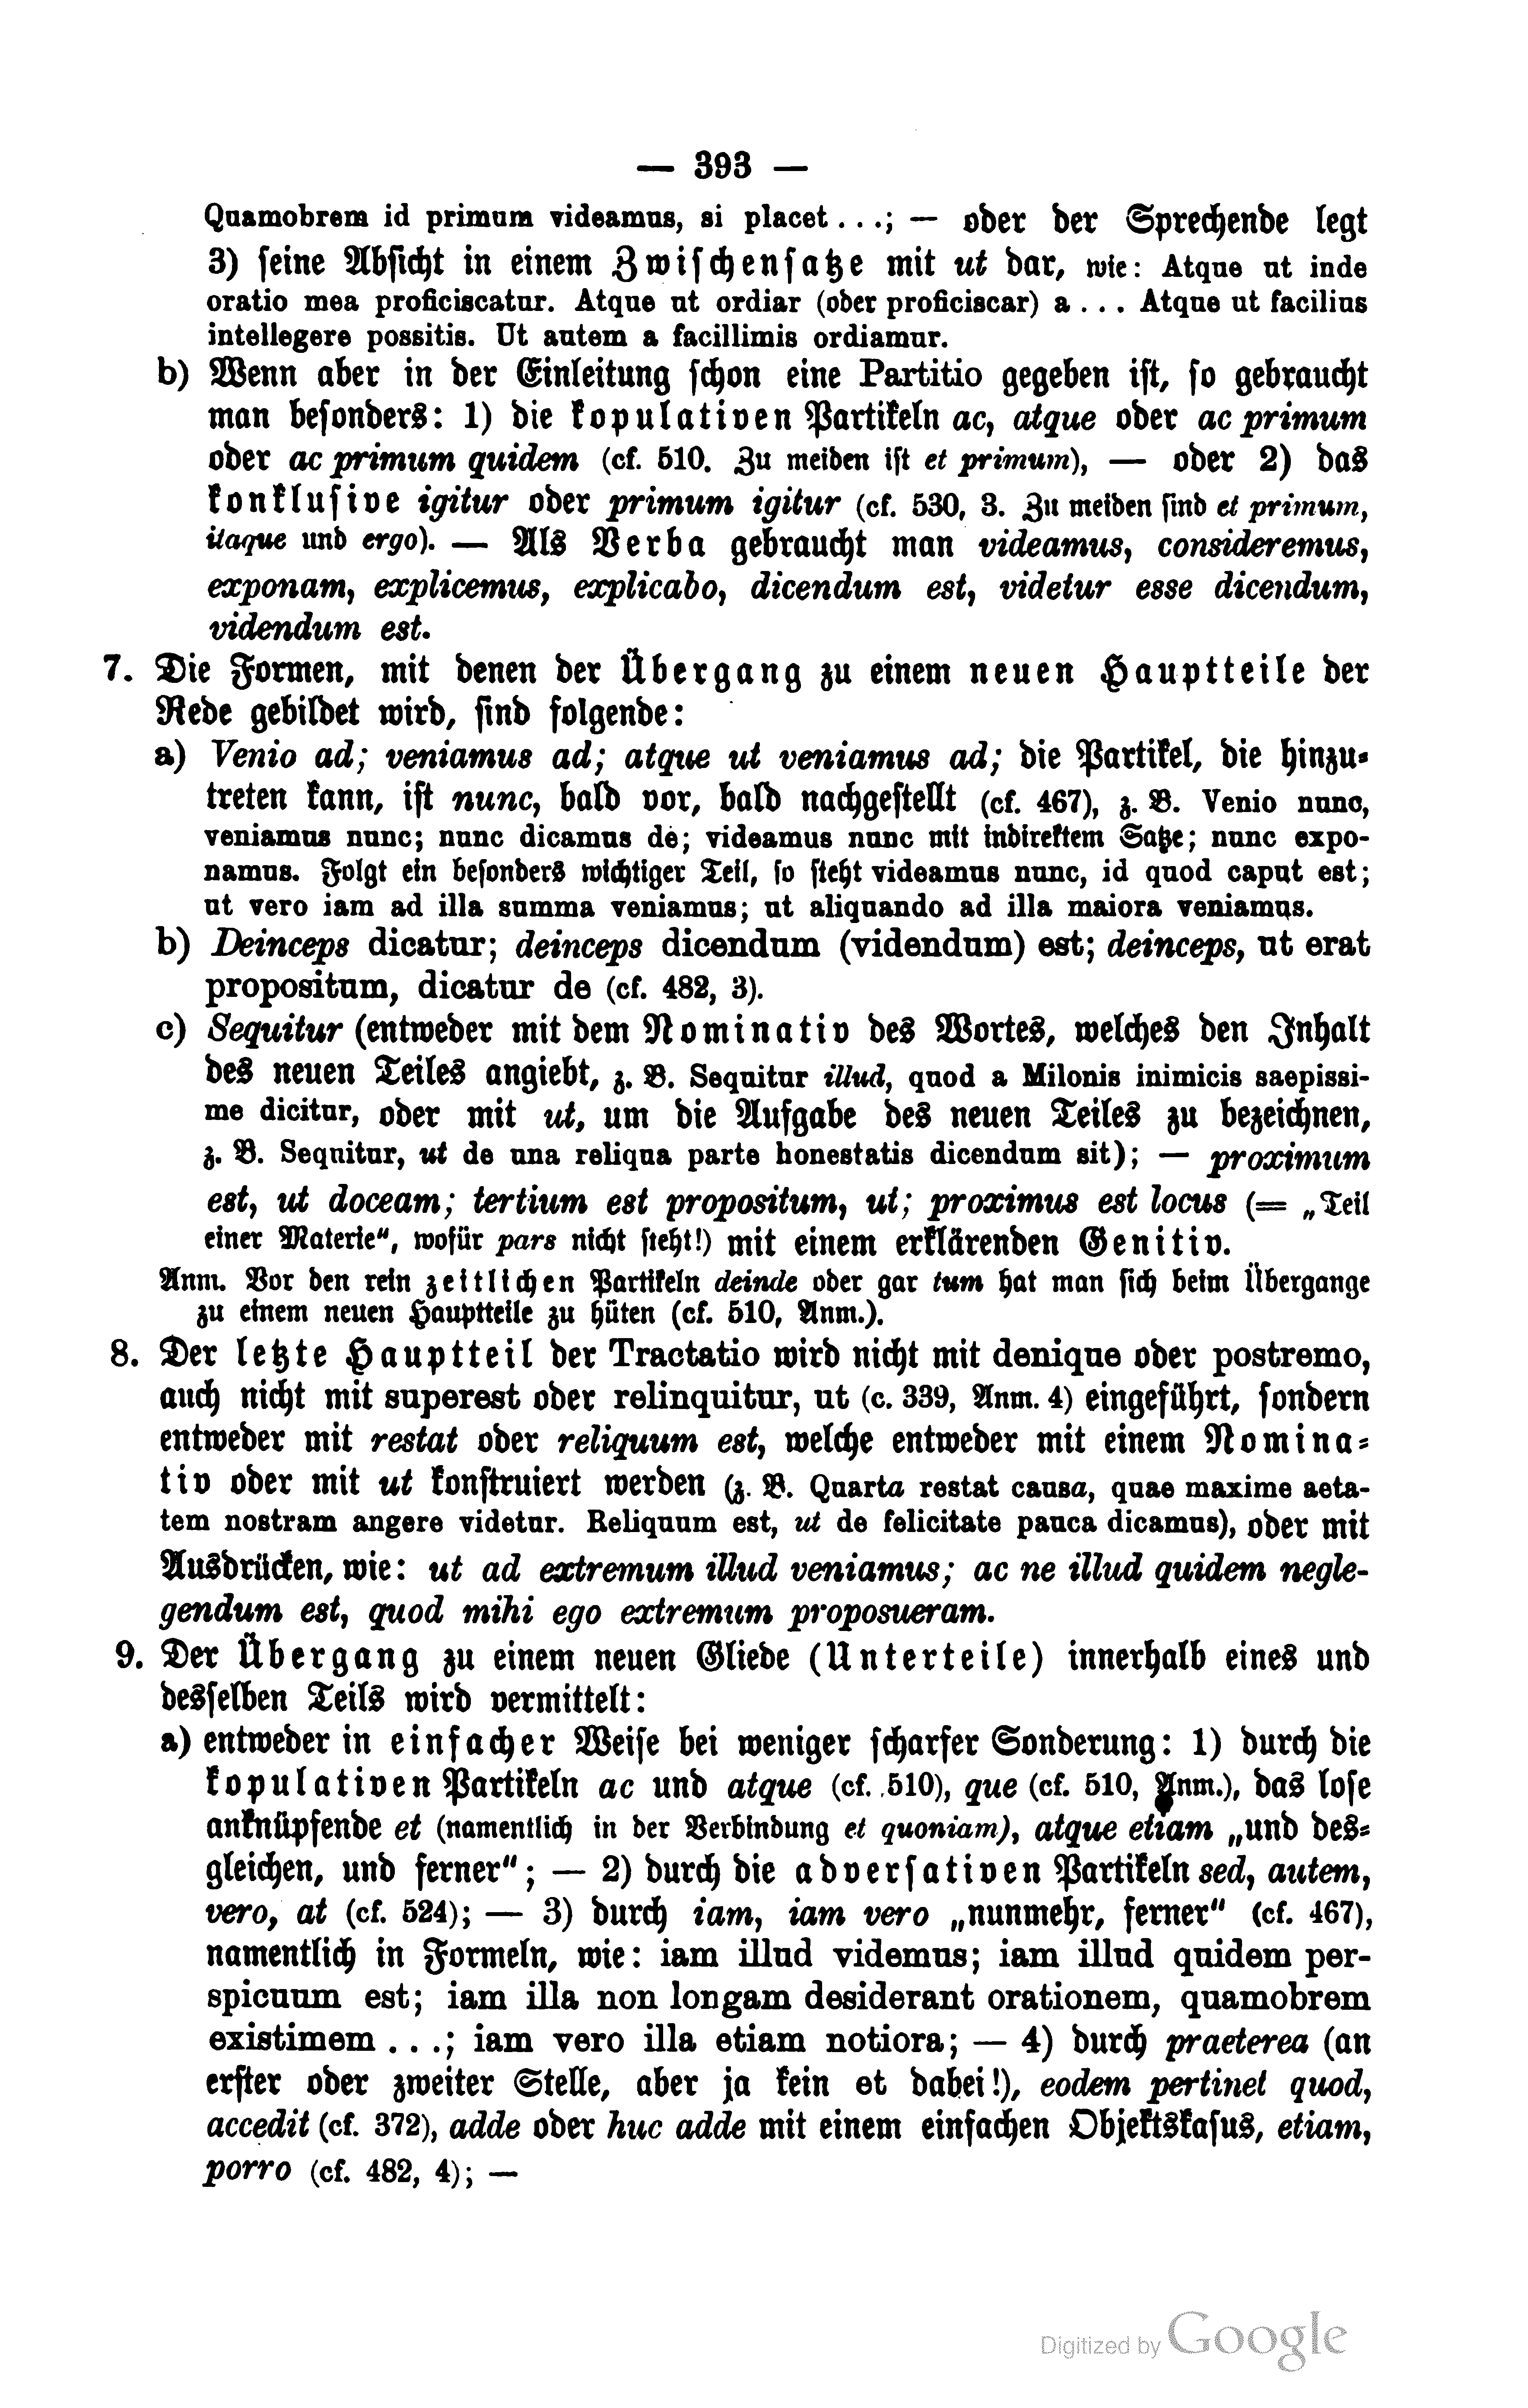 — 393 —
Quamobrem id primum videamus, si placet . . .; — oder der Sprechende legt
3) seine Absicht in einem Zwischensatze mit ut dar, wie: Atque ut inde
oratio mea proficiscatur. Atque ut ordiar (oder proficiscar) a . . . Atque ut facilius
intellegere possitis. Ut autem a facillimis ordiamur.
b) Wenn aber in der Einleitung schon eine Partitio gegeben ist, so gebraucht
man besonders: 1) die kopulativen Partikeln ac, atque oder ac primum
oder ac primum quidem (cf. 510. Zu meiden ist et primum), — oder 2) das
konklusive igitur oder primum igitur (cf. 530, 3. Zu meiden sind et primum,
itaque und ergo). — Als Verba gebraucht man videamus, consideremus,
exponam, explicemus, explicabo, dicendum est, videtur esse dicendum,
videndum est.
7. Die Formen, mit denen der Übergang zu einem neuen Hauptteile der
Rede gebildet wird, sind folgende:
a) Venio ad; veniamus ad; atque ut veniamus ad; die Partikel, die hinzu-
treten kann, ist nunc, bald vor, bald nachgestellt (cf. 467), z. B. Venio nunc,
veniamus nunc; nunc dicamus de; videamus nunc mit indirektem Satze; nunc expo-
namus. Folgt ein besonders wichtiger Teil, so steht videamus nunc, id quod caput est;
ut vero iam ad illa summa veniamus; ut aliquando ad illa maiora veniamus.
b) Deinceps dicatur; deinceps dicendum (videndum) est; deinceps, ut erat
propositum, dicatur de (cf. 482, 3).
c) Sequitur (entweder mit dem Nominativ des Wortes, welches den Inhalt
des neuen Teiles angiebt, z. B. Sequitur illud, quod a Milonis inimicis saepissi-
me dicitur, oder mit ut, um die Aufgabe des neuen Teiles zu bezeichnen,
z. B. Sequitur, ut de una reliqua parte honestatis dicendum sit); — proximum
est, ut doceam; tertium est propositum, ut; proximus est locus (= „Teil
einer Materie“, wofür pars nicht steht!) mit einem erklärenden Genitiv.
Anm. Vor den rein zeitlichen Partikeln deinde oder gar tum hat man sich beim Übergange
zu einem neuen Hauptteile zu hüten (cf. 510, Anm.).
8. Der letzte Hauptteil der Tractatio wird nicht mit denique oder postremo,
auch nicht mit superest oder relinquitur, ut (c. 339, Anm. 4) eingeführt, sondern
entweder mit restat oder reliquum est, welche entweder mit einem Nomina-
tiv oder mit ut konstruiert werden (z. B. Quarta restat causa, quae maxime aeta-
tem nostram angere videtur. Reliquum est, ut de felicitate pauca dicamus), oder mit
Ausdrücken, wie: ut ad extremum illud veniamus; ac ne illud quidem negle-
gendum est, quod mihi ego extremum proposueram.
9. Der Übergang zu einem neuen Gliede (Unterteile) innerhalb eines und
desselben Teils wird vermittelt:
a) entweder in einfacher Weise bei weniger scharfer Sonderung: 1) durch die
kopulativen Partikeln ac und atque (cf. 510), que (cf. 510, Anm.), das lose
anknüpfende et (namentlich in der Verbindung et quoniam), atque etiam „und des-
gleichen, und ferner“; — 2) durch die adversativen Partikeln sed, autem,
vero, at (cf. 524); — 3) durch iam, iam vero „nunmehr, ferner“ (cf. 467),
namentlich in Formeln, wie: iam illud videmus; iam illud quidem per-
spicuum est; iam illa non longam desiderant orationem, quamobrem
existimem . . .; iam vero illa etiam notiora; — 4) durch praeterea (an
erster oder zweiter Stelle, aber ja kein et dabei!), eodem pertinet quod,
accedit (cf. 372), adde oder huc adde mit einem einfachen Objektskasus, etiam,
porro (cf. 482, 4); —
Digitized by Google